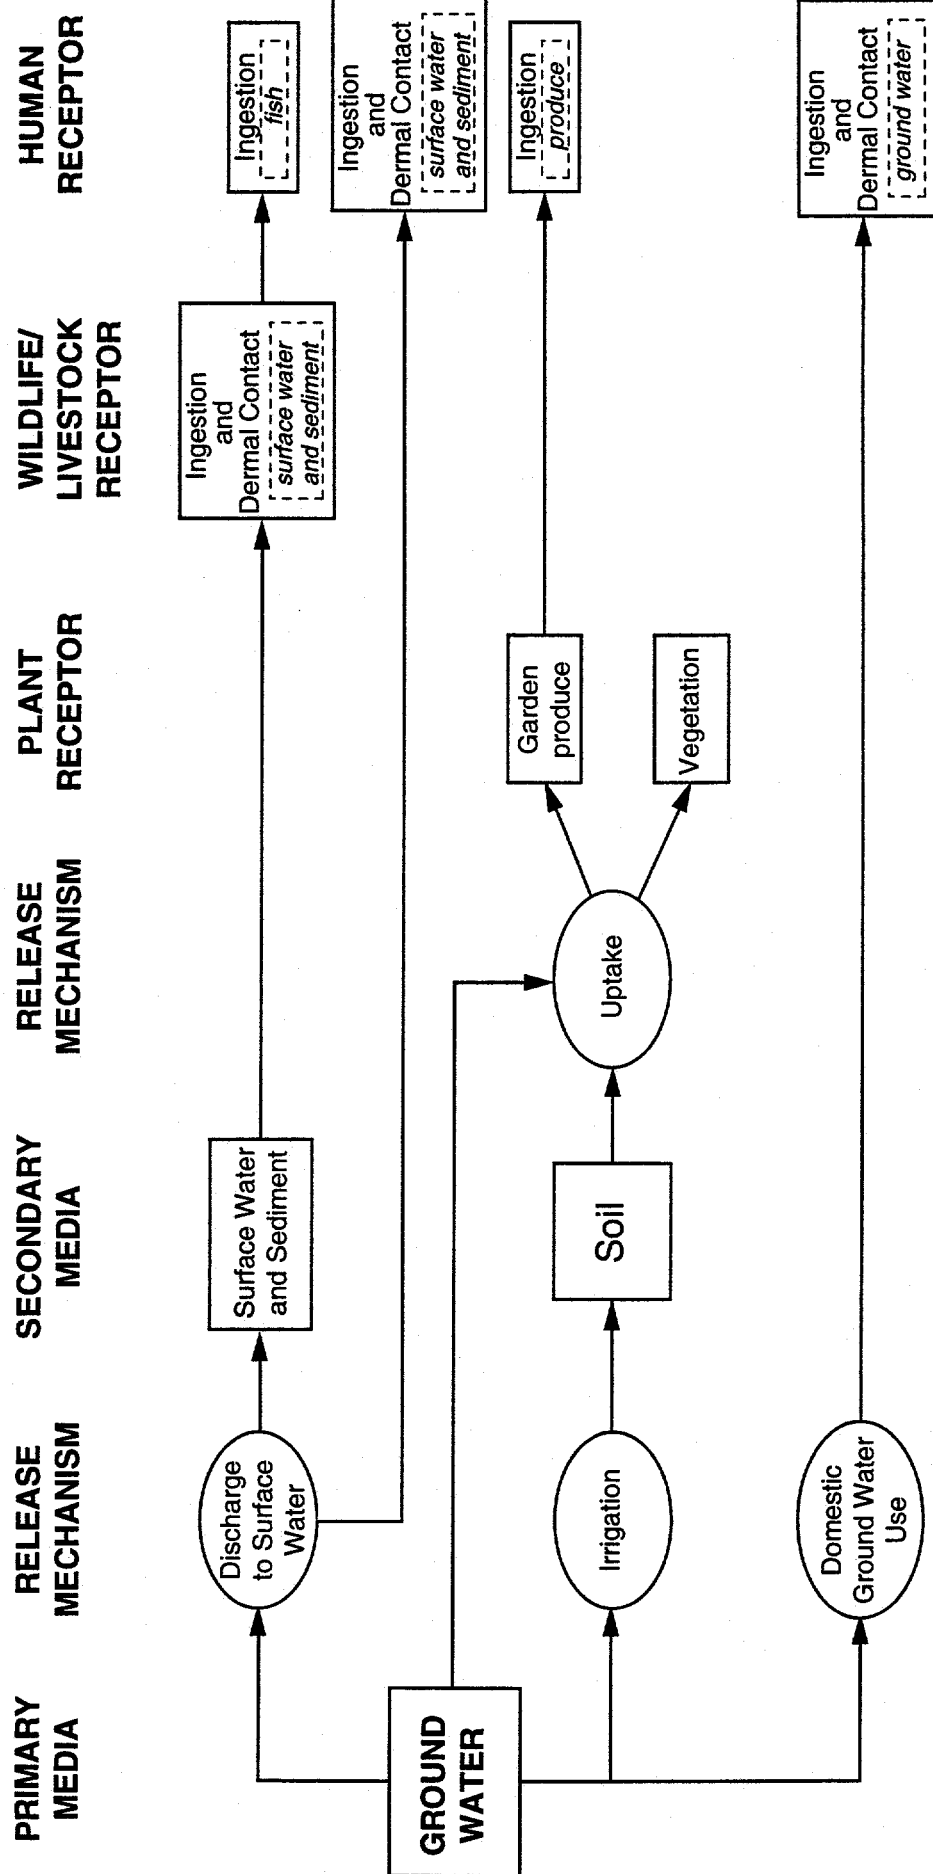 PRIMARY
MEDIA
RELEASE
MECHANISM
SECONDARY
MEDIA
RELEASE
MECHANISM
PLANT
RECEPTOR
WILDLIFE/
LIVESTOCK
RECEPTOR
HUMAN
RECEPTOR
Discharge
to Surface
Water
Surface Water
and Sediment
Ingestion
and
Dermal Contact
surface water
and sediment
Ingestion
fish
Ingestion
and
Dermal Contact
surface water
and sediment
GROUND
WATER
Irrigation
Soil
Uptake
Garden
produce
Vegetation
Ingestion
produce
Domestic
Ground Water
Use
Ingestion
and
Dermal Contact
ground water